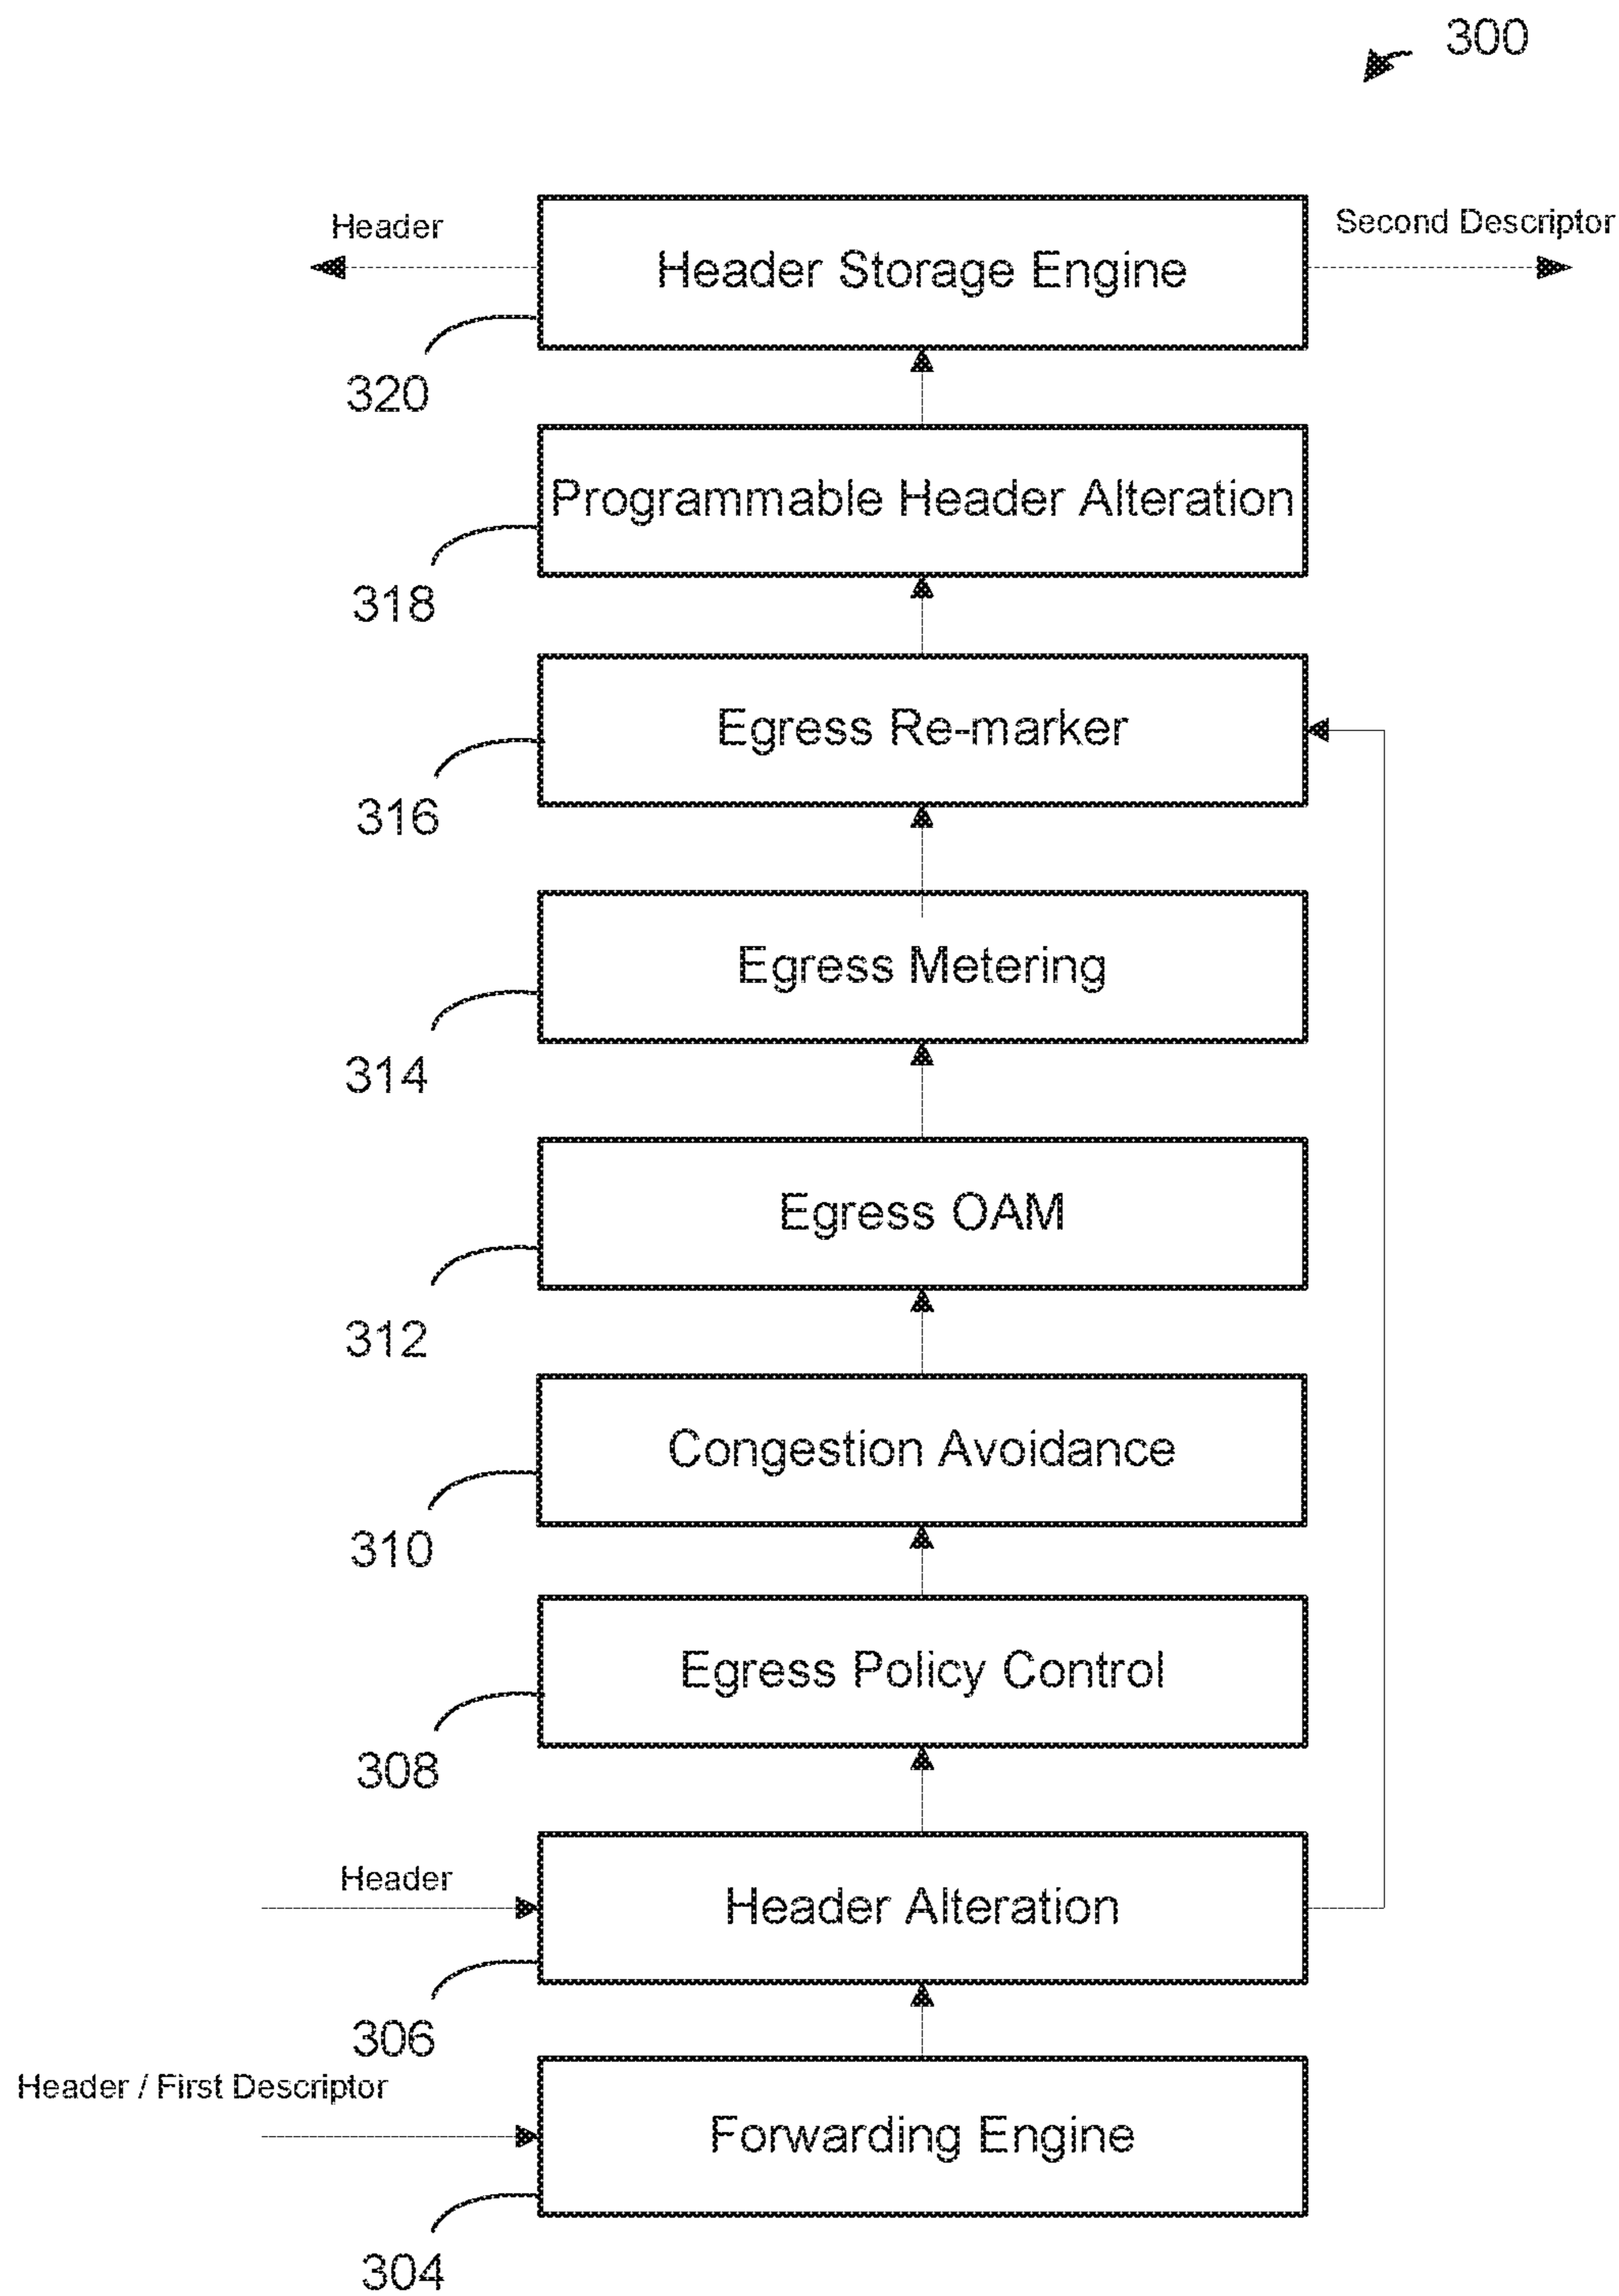 300
Header
Second Descriptor
Header Storage Engine
320
Programmable Header Alteration
318
Egress Re-marker
316
Egress Metering
314
Egress OAM
312
Congestion Avoidance
310
Egress Policy Control
308
Header
Header Alteration
306
Header / First Descriptor
Forwarding Engine
304